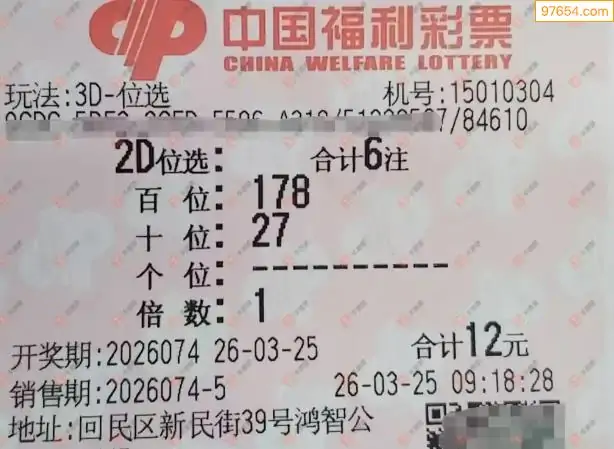 97654.com
中国福利彩票
CHINA WELFARE LOTTERY
玩法:3D-位选 机号:15010304
/84610
2D位选: 合计6注
百 位: 178
十 位: 27
个 位: ----------
倍 数: 1
开奖期:2026074 26-03-25 合计12元
销售期:2026074-5 26-03-25 09:18:28
地址:回民区新民街39号鸿智公